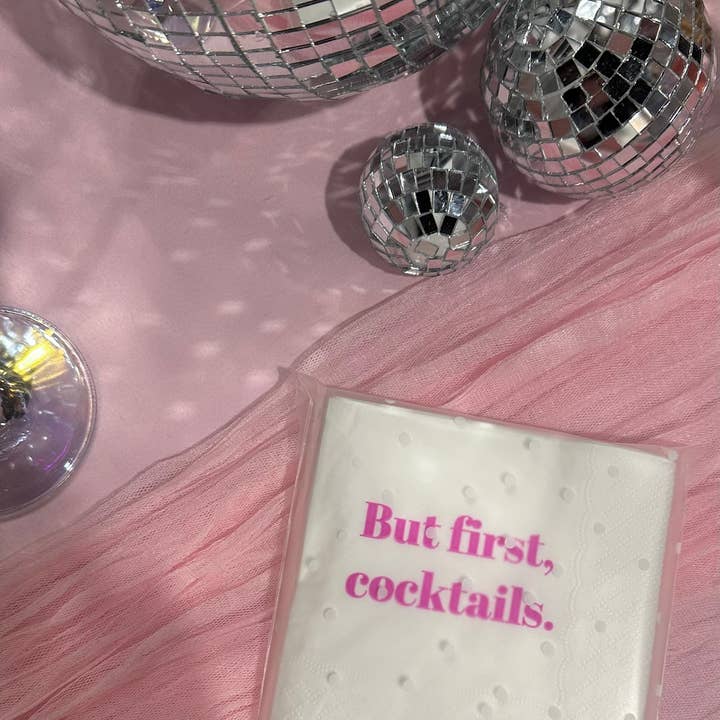 But first,
cocktails.